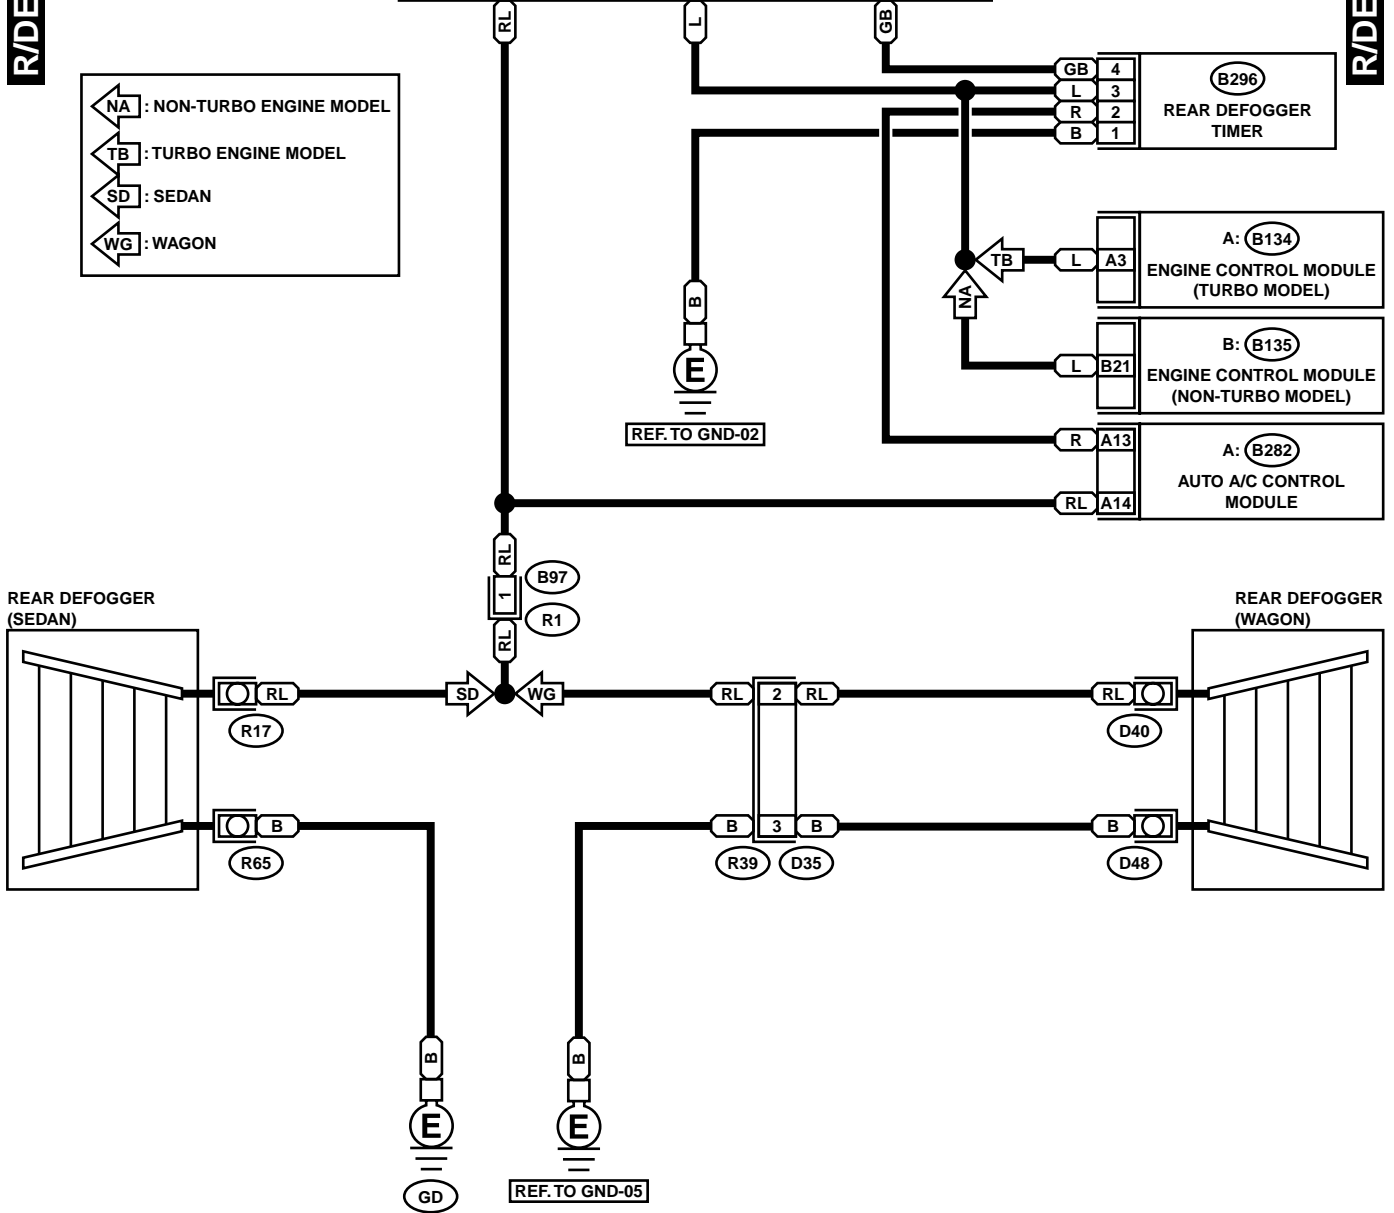 R/DE
R/DE
RL
L
GB
NA : NON-TURBO ENGINE MODEL
TB : TURBO ENGINE MODEL
SD : SEDAN
WG : WAGON
GB 4
L 3
R 2
B 1
B296
REAR DEFOGGER
TIMER
TB
NA
L A3
A: B134
ENGINE CONTROL MODULE
(TURBO MODEL)
L B21
B: B135
ENGINE CONTROL MODULE
(NON-TURBO MODEL)
B
E
REF. TO GND-02
R A13
RL A14
A: B282
AUTO A/C CONTROL
MODULE
RL
1
B97
R1
RL
REAR DEFOGGER
(SEDAN)
REAR DEFOGGER
(WAGON)
RL
SD
WG
RL 2 RL
RL
R17
D40
B
B 3 B
B
R65
R39
D35
D48
B
B
E
E
GD
REF. TO GND-05